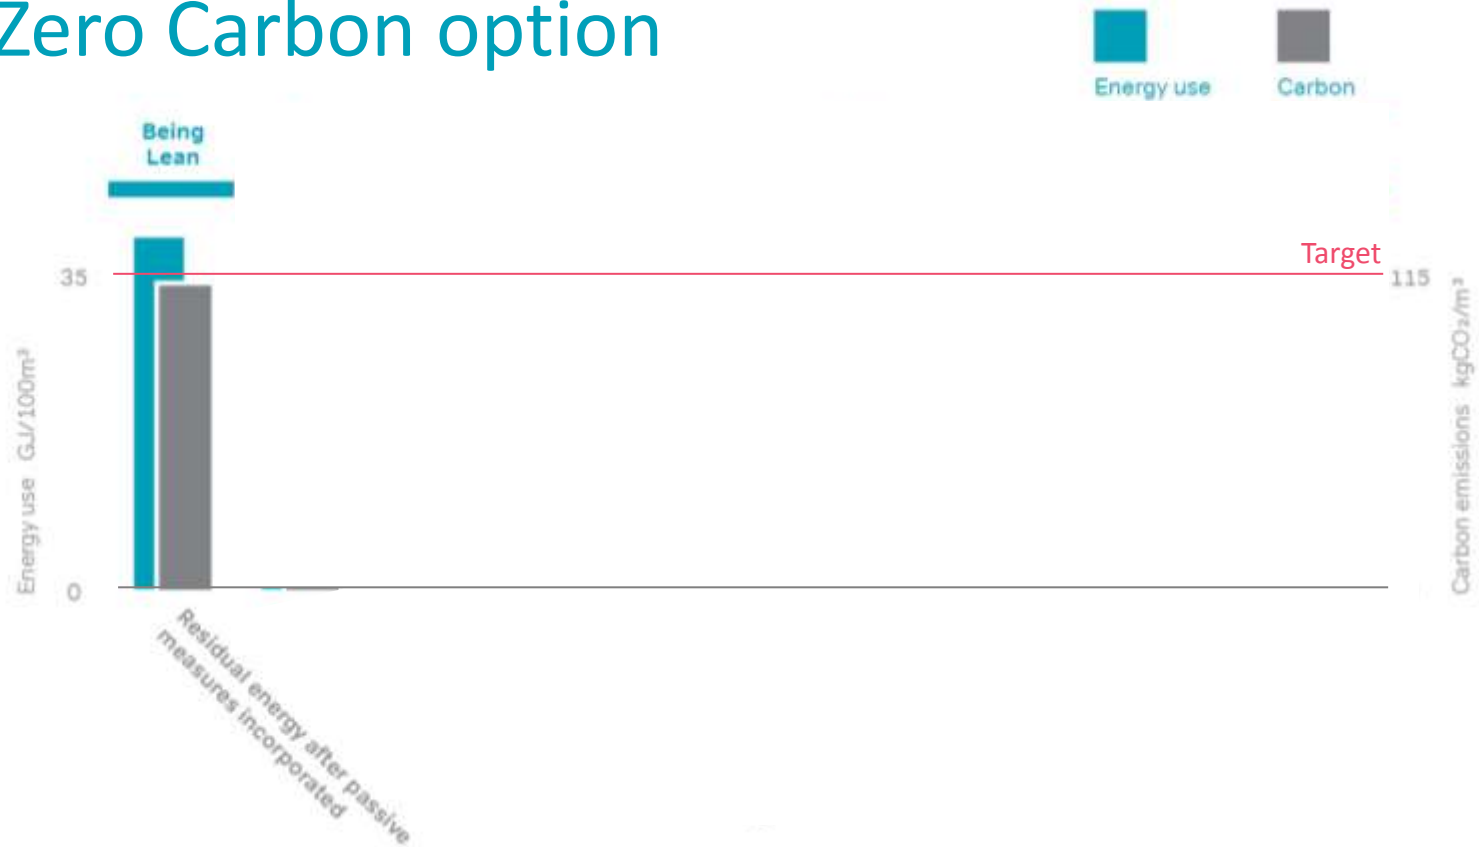 Zero Carbon option
Energy use
Carbon
Being
Lean
Target
35
115
Energy use GJ/100m³
Carbon emissions kgCO₂/m³
0
Residual energy after passive
measures incorporated